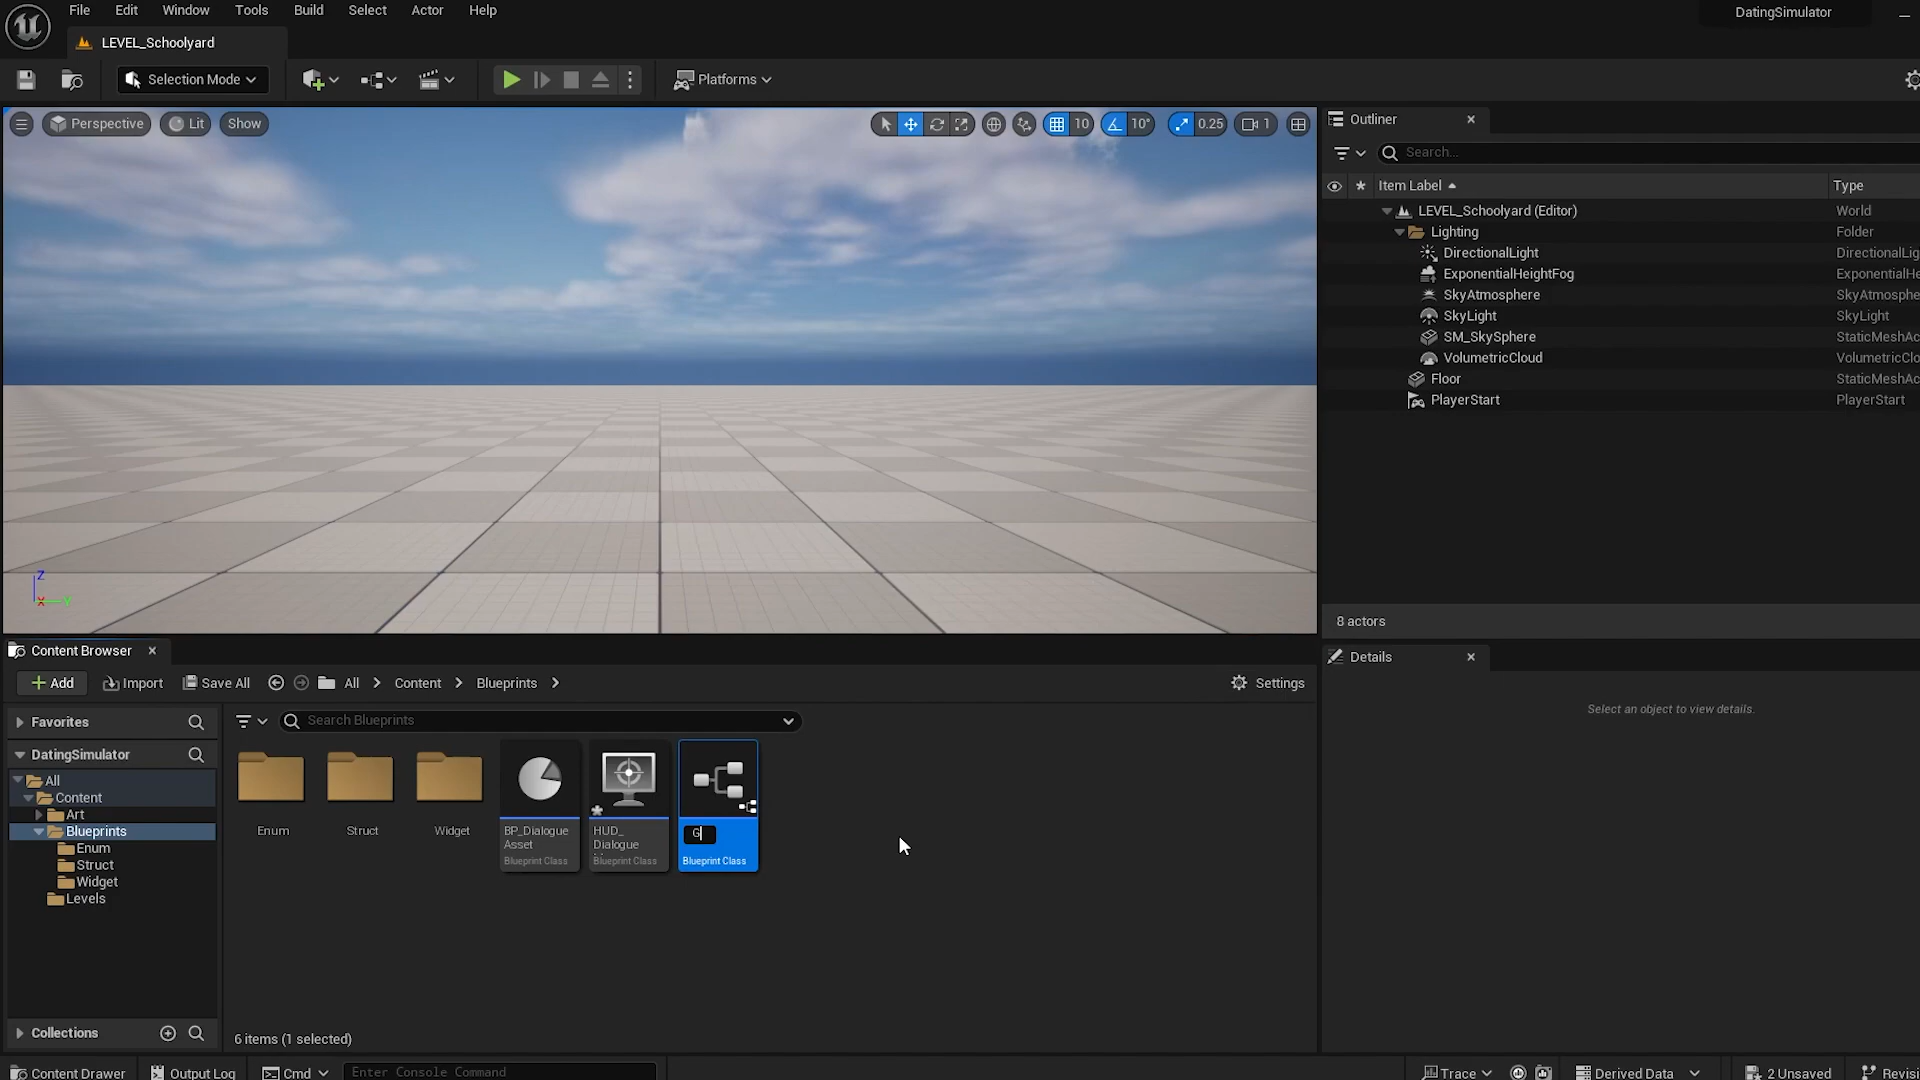 File Edit Window Tools Build Select Actor Help
DatingSimulator
LEVEL_Schoolyard
Selection Mode
Platforms
Perspective Lit Show
10 10° 0.25 1
Outliner
Search...
Item Label Type
LEVEL_Schoolyard (Editor) World
Lighting Folder
DirectionalLight DirectionalLig
ExponentialHeightFog ExponentialHe
SkyAtmosphere SkyAtmosphe
SkyLight SkyLight
SM_SkySphere StaticMeshAc
VolumetricCloud VolumetricClo
Floor StaticMeshAc
PlayerStart PlayerStart
8 actors
Z
X Y
Content Browser
Details
Select an object to view details.
Add Import Save All All Content Blueprints Settings
Favorites
Search Blueprints
DatingSimulator
All
Content
Art
Blueprints
Enum
Struct
Widget
Levels
Enum
Struct
Widget
BP_Dialogue
Asset
Blueprint Class
HUD_
Dialogue
Blueprint Class
G
Blueprint Class
Collections
6 items (1 selected)
Content Drawer Output Log Cmd Enter Console Command Trace Derived Data 2 Unsaved Revisi